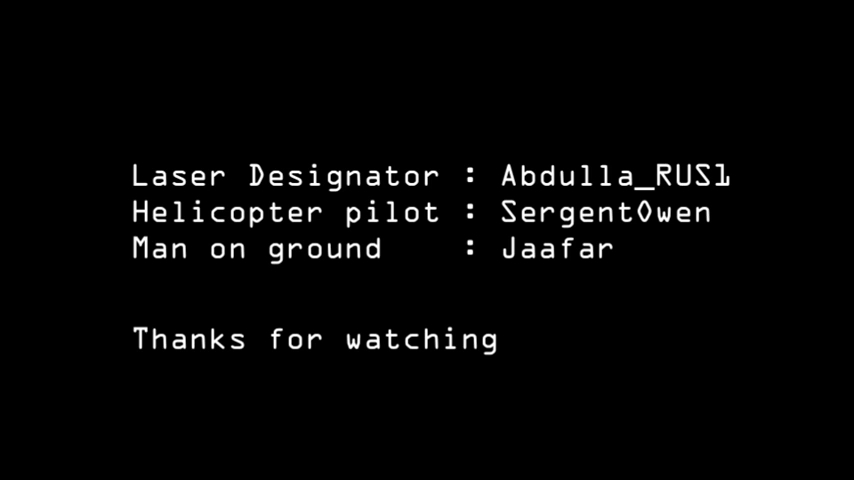 Laser Designator : Abdulla_RUS1
Helicopter pilot : SergentOwen
Man on ground : Jaafar
Thanks for watching